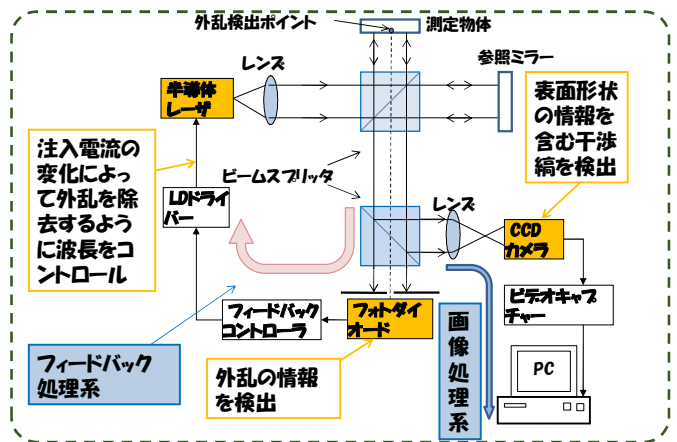 外乱検出ポイント
測定物体
参照ミラー
レンズ
半導体
レーザ
表面形状
の情報を
含む干渉
縞を検出
注入電流の
変化によっ
て外乱を除
去するよう
に波長をコ
ントロール
ビームスプリッタ
LDドライ
バー
レンズ
CCD
カメラ
ビデオキャプ
チャー
フィードバック
コントローラ
フォトダイ
オード
画像処理系
PC
フィードバック
処理系
外乱の情報
を検出